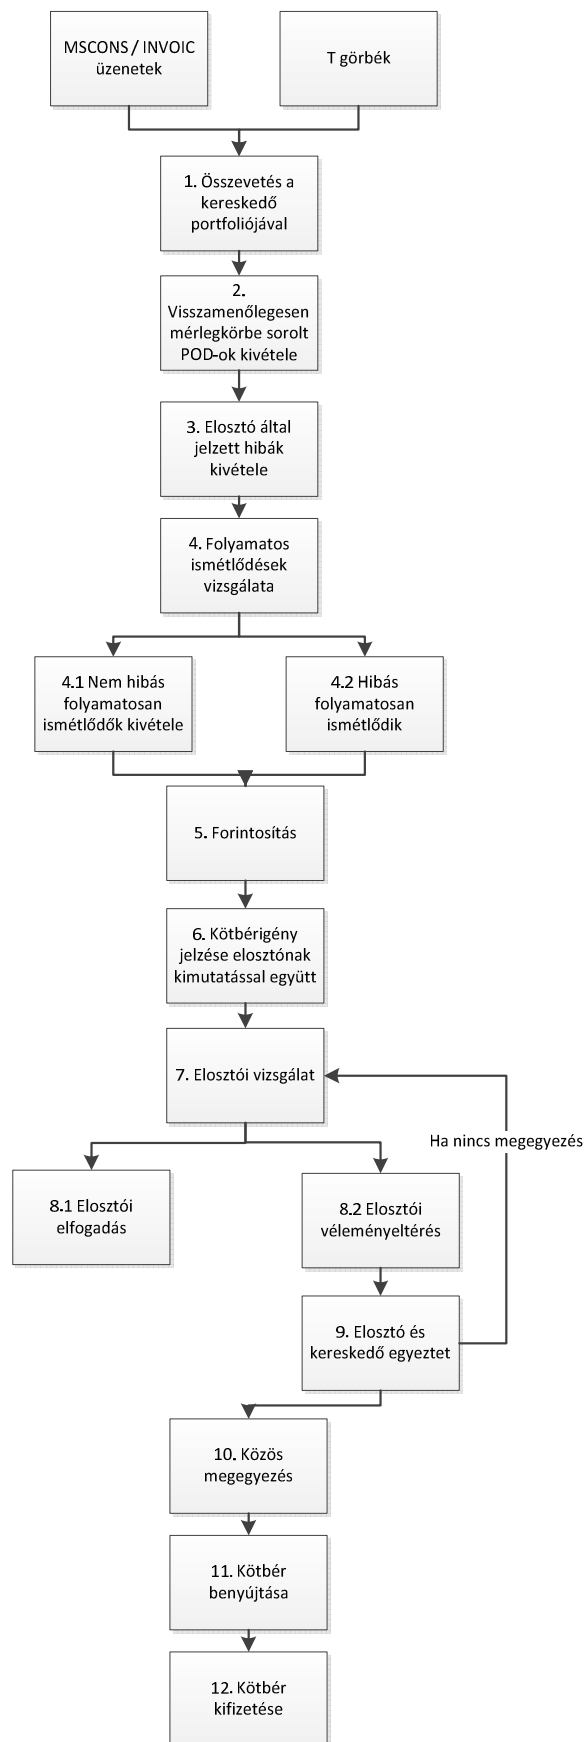 MSCONS / INVOIC
üzenetek
T görbék
1. Összevetés a
kereskedő
portfoliójával
2.
Visszamenőlegesen
mérlegkörbe sorolt
POD-ok kivétele
3. Elosztó által
jelzett hibák
kivétele
4. Folyamatos
ismétlődések
vizsgálata
4.1 Nem hibás
folyamatosan
ismétlődők kivétele
4.2 Hibás
folyamatosan
ismétlődik
5. Forintosítás
6. Kötbérigény
jelzése elosztónak
kimutatással együtt
7. Elosztói vizsgálat
Ha nincs megegyezés
8.1 Elosztói
elfogadás
8.2 Elosztói
véleményeltérés
9. Elosztó és
kereskedő egyeztet
10. Közös
megegyezés
11. Kötbér
benyújtása
12. Kötbér
kifizetése